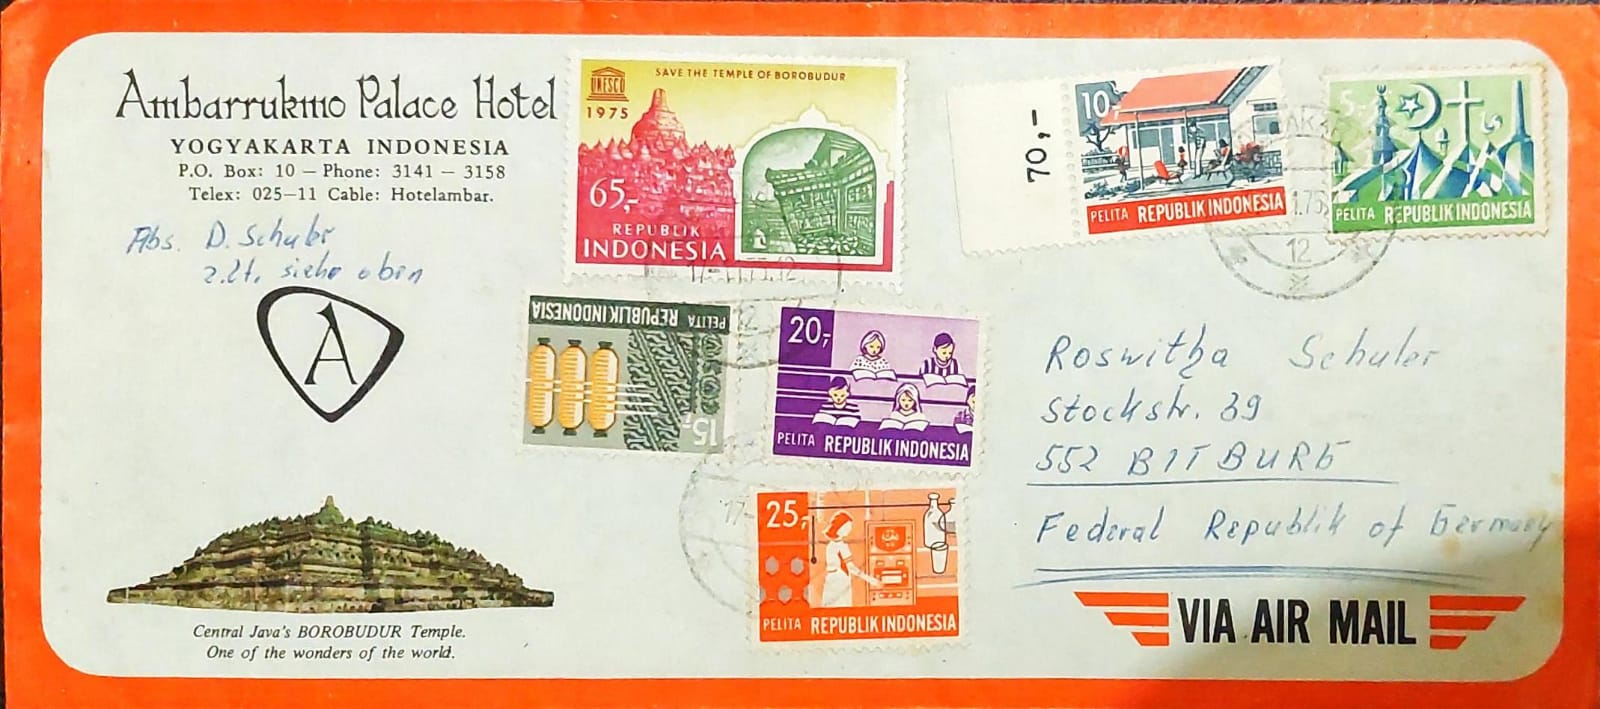 Ambarrukmo Palace Hotel
YOGYAKARTA INDONESIA
P.O. Box: 10 – Phone: 3141 – 3158
Telex: 025–11 Cable: Hotelambar.
Abs. D. Schuler
z.Zt. siehe oben
A
Central Java's BOROBUDUR Temple.
One of the wonders of the world.
UNESCO
1975
SAVE THE TEMPLE OF BOROBUDUR
65,-
REPUBLIK
INDONESIA
70,-
10
PELITA REPUBLIK INDONESIA
5,-
PELITA REPUBLIK INDONESIA
12
PELITA REPUBLIK INDONESIA
15,-
20,-
PELITA REPUBLIK INDONESIA
17-
25,-
PELITA REPUBLIK INDONESIA
Roswitha Schuler
Stockstr. 39
552 BITBURG
Federal Republik of Germany
VIA AIR MAIL